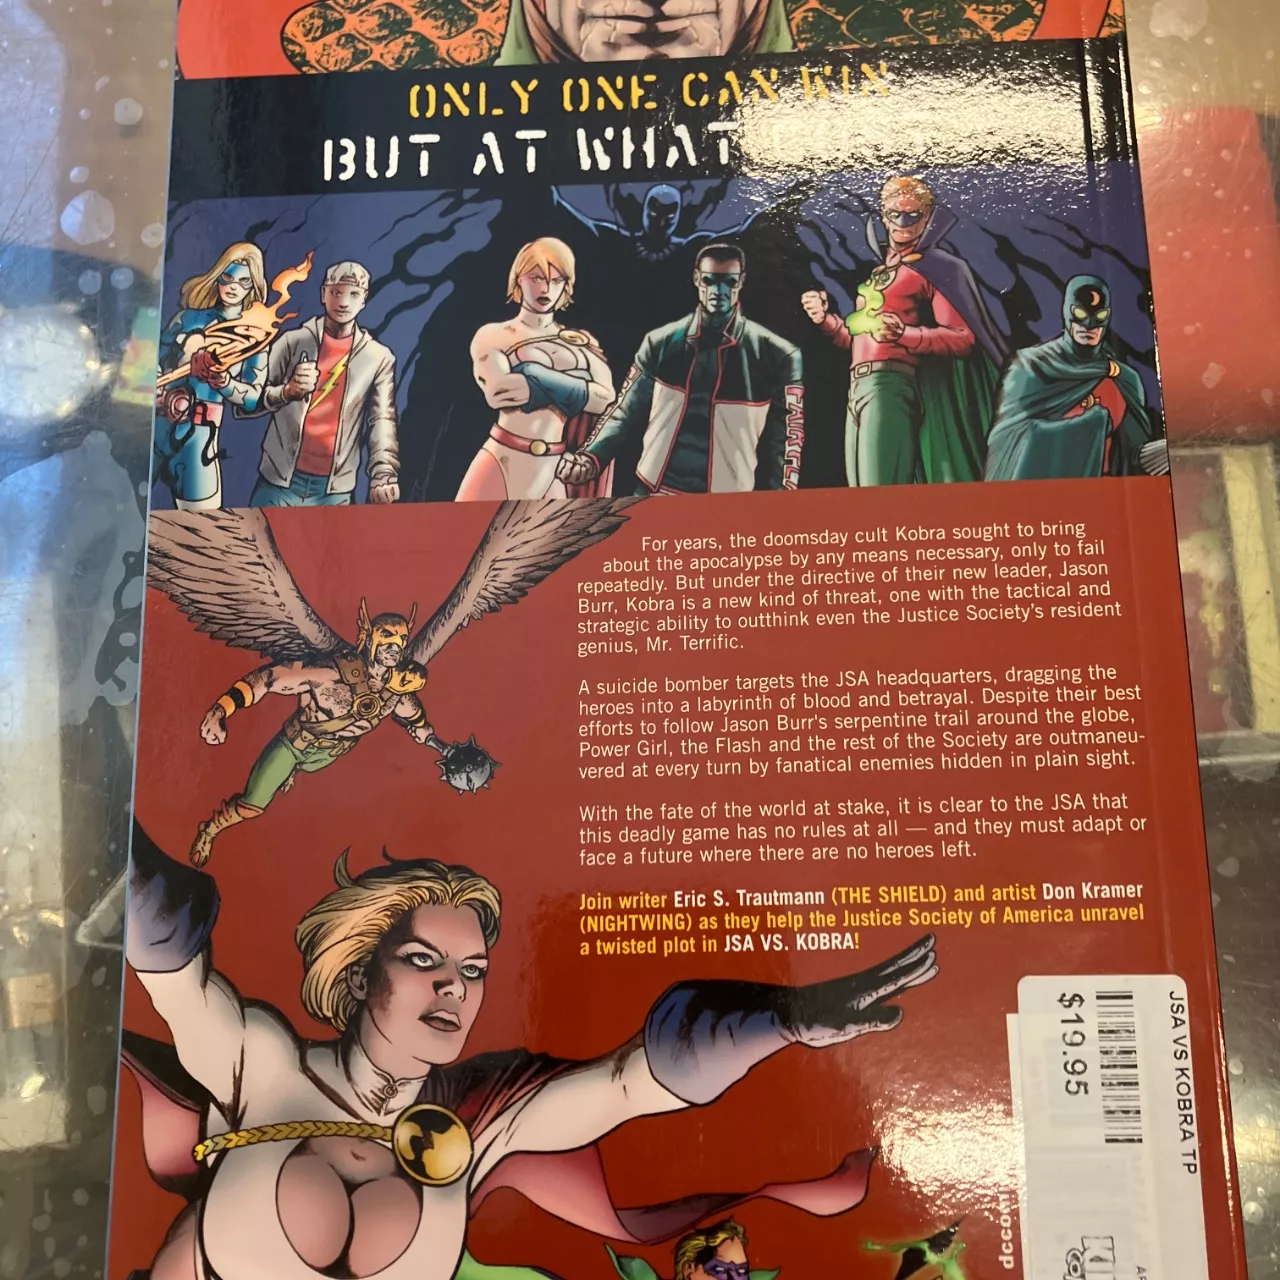 ONLY ONE CAN WIN
BUT AT WHAT
FAIR PLA
For years, the doomsday cult Kobra sought to bring
about the apocalypse by any means necessary, only to fail
repeatedly. But under the directive of their new leader, Jason
Burr, Kobra is a new kind of threat, one with the tactical and
strategic ability to outthink even the Justice Society's resident
genius, Mr. Terrific.
A suicide bomber targets the JSA headquarters, dragging the
heroes into a labyrinth of blood and betrayal. Despite their best
efforts to follow Jason Burr's serpentine trail around the globe,
Power Girl, the Flash and the rest of the Society are outmaneu-
vered at every turn by fanatical enemies hidden in plain sight.
With the fate of the world at stake, it is clear to the JSA that
this deadly game has no rules at all — and they must adapt or
face a future where there are no heroes left.
Join writer Eric S. Trautmann (THE SHIELD) and artist Don Kramer
(NIGHTWING) as they help the Justice Society of America unravel
a twisted plot in JSA VS. KOBRA!
JSA VS KOBRA TP
$19.95
dccomi